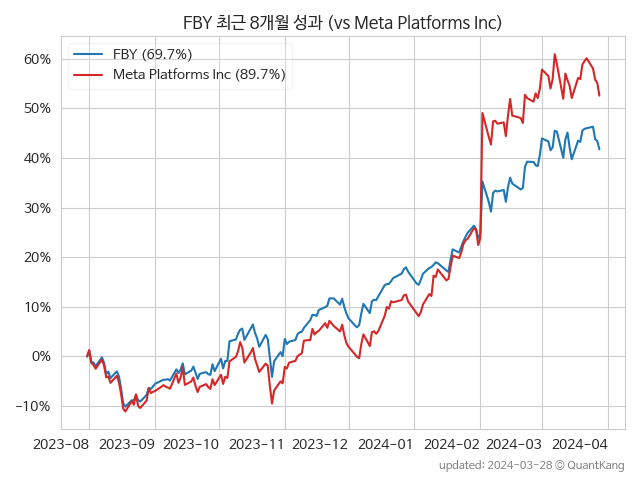 FBY 최근 8개월 성과 (vs Meta Platforms Inc)
FBY (69.7%)
Meta Platforms Inc (89.7%)
60%
50%
40%
30%
20%
10%
0%
−10%
2023-08 2023-09 2023-10 2023-11 2023-12 2024-01 2024-02 2024-03 2024-04
updated: 2024-03-28 © QuantKang